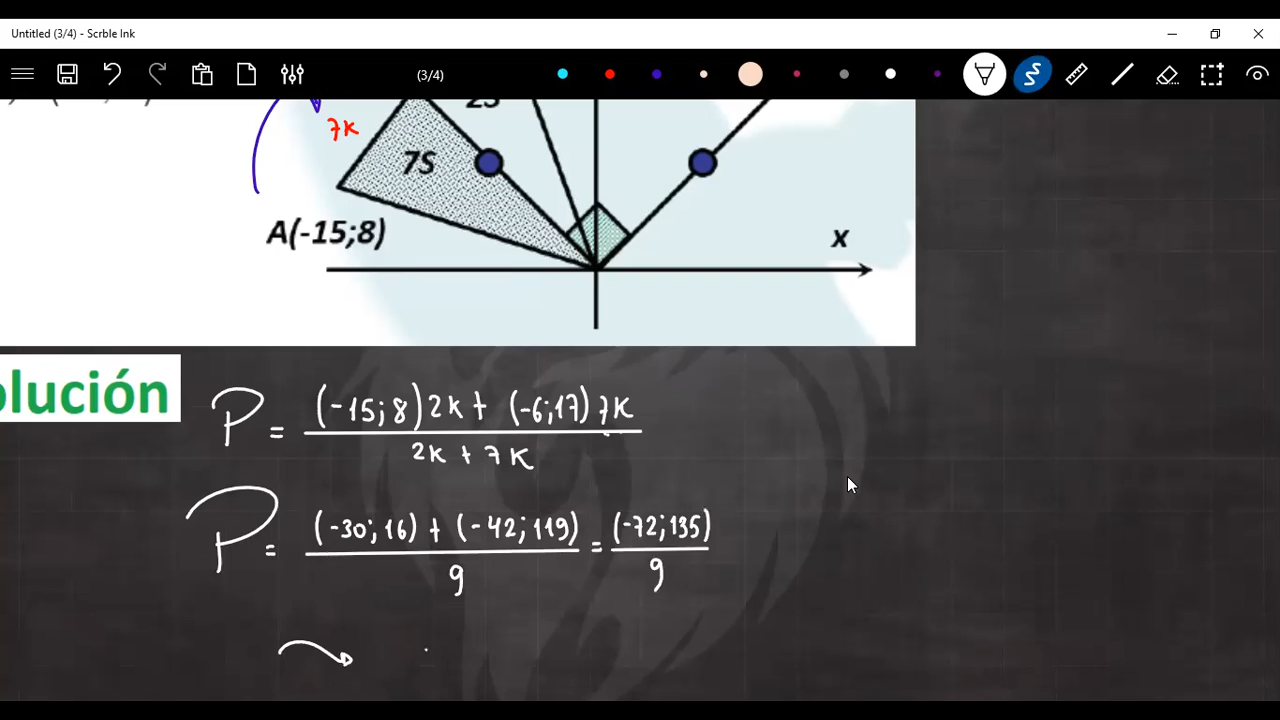 Untitled (3/4) - Scrble Ink
(3/4)
2S
7K
7S
A(-15;8)
x
olución
P = (-15; 8) 2K + (-6; 17) 7K
2K + 7K
P = (-30; 16) + (-42; 119) = (-72; 135)
9 9